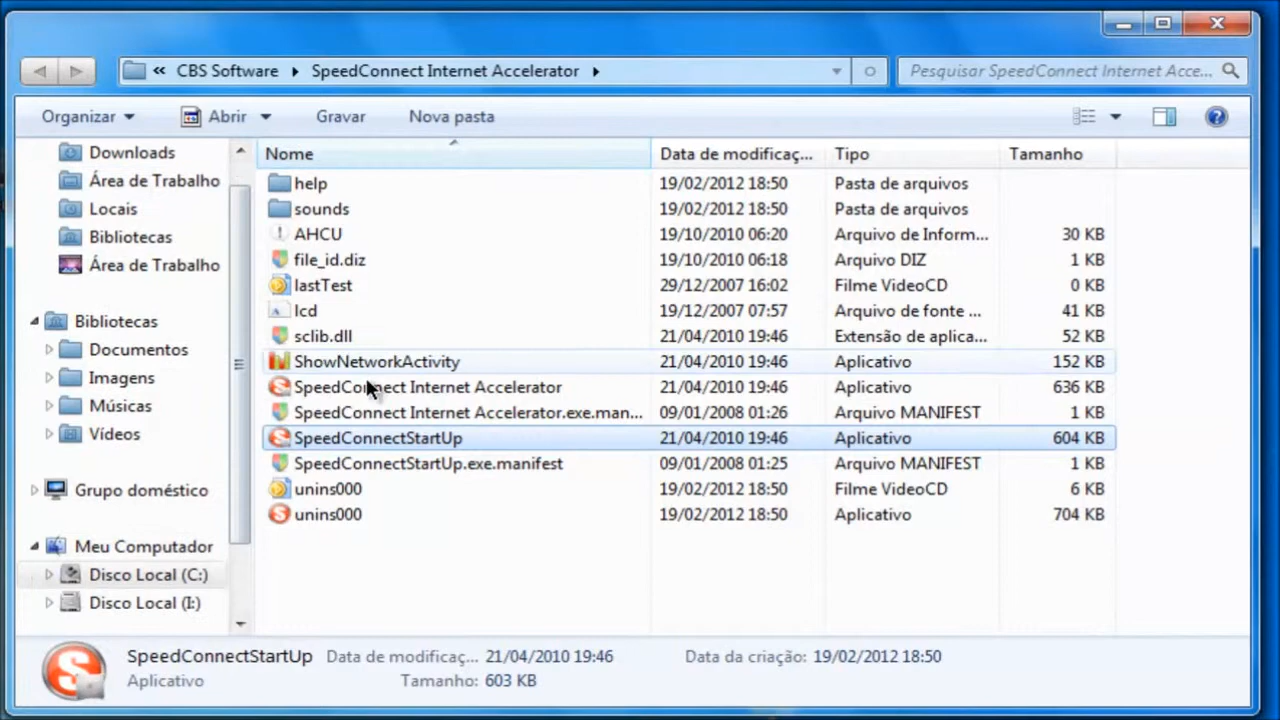 « CBS Software SpeedConnect Internet Accelerator
Pesquisar SpeedConnect Internet Acce...
Organizar Abrir Gravar Nova pasta
Downloads
Área de Trabalho
Locais
Bibliotecas
Área de Trabalho
Bibliotecas
Documentos
Imagens
Músicas
Vídeos
Grupo doméstico
Meu Computador
Disco Local (C:)
Disco Local (I:)
Nome Data de modificaç... Tipo Tamanho
help 19/02/2012 18:50 Pasta de arquivos
sounds 19/02/2012 18:50 Pasta de arquivos
AHCU 19/10/2010 06:20 Arquivo de Inform... 30 KB
file_id.diz 19/10/2010 06:18 Arquivo DIZ 1 KB
lastTest 29/12/2007 16:02 Filme VideoCD 0 KB
lcd 19/12/2007 07:57 Arquivo de fonte ... 41 KB
sclib.dll 21/04/2010 19:46 Extensão de aplica... 52 KB
ShowNetworkActivity 21/04/2010 19:46 Aplicativo 152 KB
SpeedConnect Internet Accelerator 21/04/2010 19:46 Aplicativo 636 KB
SpeedConnect Internet Accelerator.exe.man... 09/01/2008 01:26 Arquivo MANIFEST 1 KB
SpeedConnectStartUp 21/04/2010 19:46 Aplicativo 604 KB
SpeedConnectStartUp.exe.manifest 09/01/2008 01:25 Arquivo MANIFEST 1 KB
unins000 19/02/2012 18:50 Filme VideoCD 6 KB
unins000 19/02/2012 18:50 Aplicativo 704 KB
SpeedConnectStartUp Data de modificaç... 21/04/2010 19:46 Data da criação: 19/02/2012 18:50
Aplicativo Tamanho: 603 KB